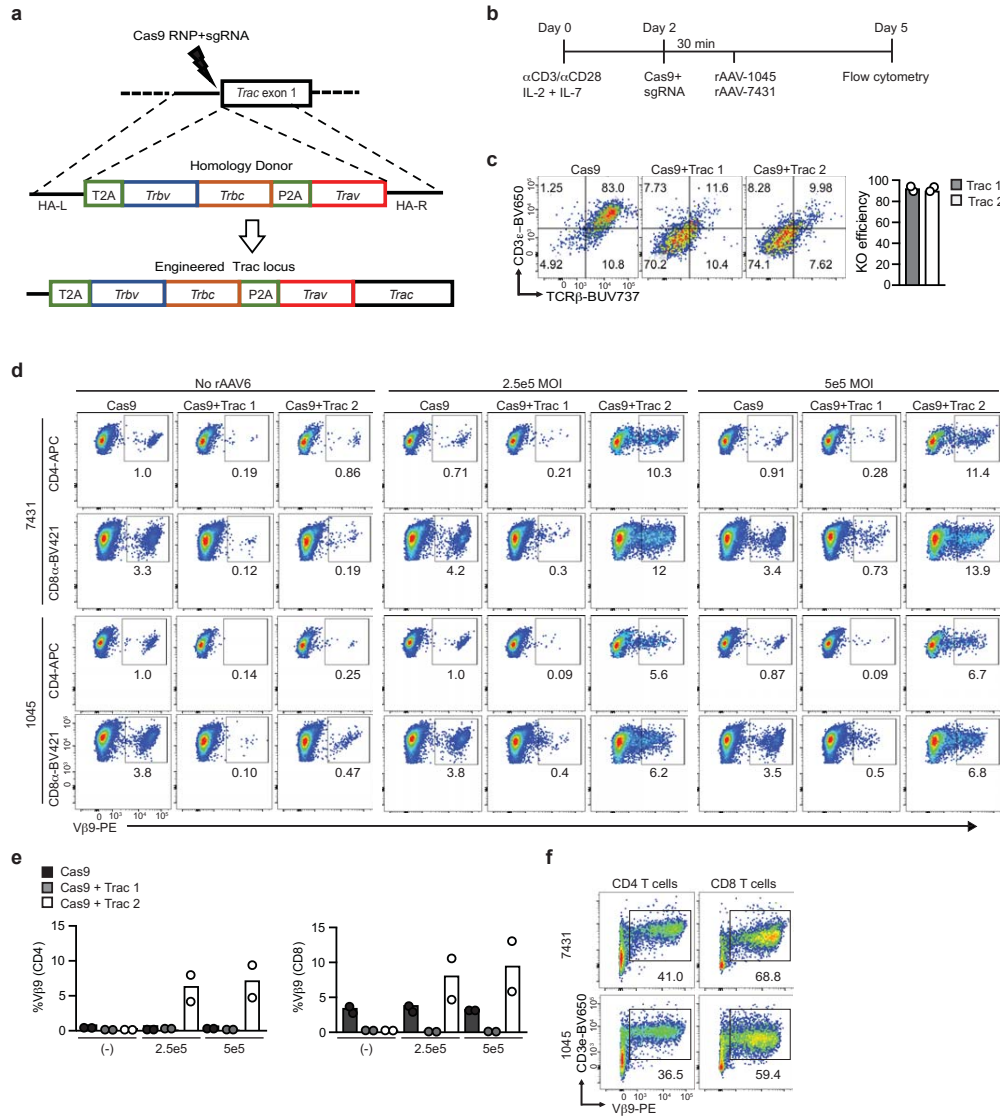 a
Cas9 RNP+sgRNA
Trac exon 1
Homology Donor
T2A Trbv Trbc P2A Trav
HA-L HA-R
Engineered Trac locus
T2A Trbv Trbc P2A Trav Trac
b
Day 0 Day 2 Day 5
30 min
αCD3/αCD28 Cas9+ rAAV-1045 Flow cytometry
IL-2 + IL-7 sgRNA rAAV-7431
c
Cas9 Cas9+Trac 1 Cas9+Trac 2
1.25 83.0 7.73 11.6 8.28 9.98
4.92 10.8 70.2 10.4 74.1 7.62
CD3ε-BV650
0 10³ 10⁴ 10⁵
TCRβ-BUV737
KO efficiency
100
80
60
40
20
0
Trac 1
Trac 2
d
No rAAV6 2.5e5 MOI 5e5 MOI
Cas9 Cas9+Trac 1 Cas9+Trac 2 Cas9 Cas9+Trac 1 Cas9+Trac 2 Cas9 Cas9+Trac 1 Cas9+Trac 2
7431
CD4-APC
1.0 0.19 0.86 0.71 0.21 10.3 0.91 0.28 11.4
CD8α-BV421
3.3 0.12 0.19 4.2 0.3 12 3.4 0.73 13.9
1045
CD4-APC
1.0 0.14 0.25 1.0 0.09 5.6 0.87 0.09 6.7
CD8α-BV421
3.8 0.10 0.47 3.8 0.4 6.2 3.5 0.5 6.8
0 10³ 10⁴ 10⁵
Vβ9-PE
e
Cas9
Cas9 + Trac 1
Cas9 + Trac 2
%Vβ9 (CD4)
15
10
5
0
(-) 2.5e5 5e5
%Vβ9 (CD8)
15
10
5
0
(-) 2.5e5 5e5
f
CD4 T cells CD8 T cells
7431
41.0 68.8
1045
CD3e-BV650
36.5 59.4
0 10³ 10⁴ 10⁵
Vβ9-PE